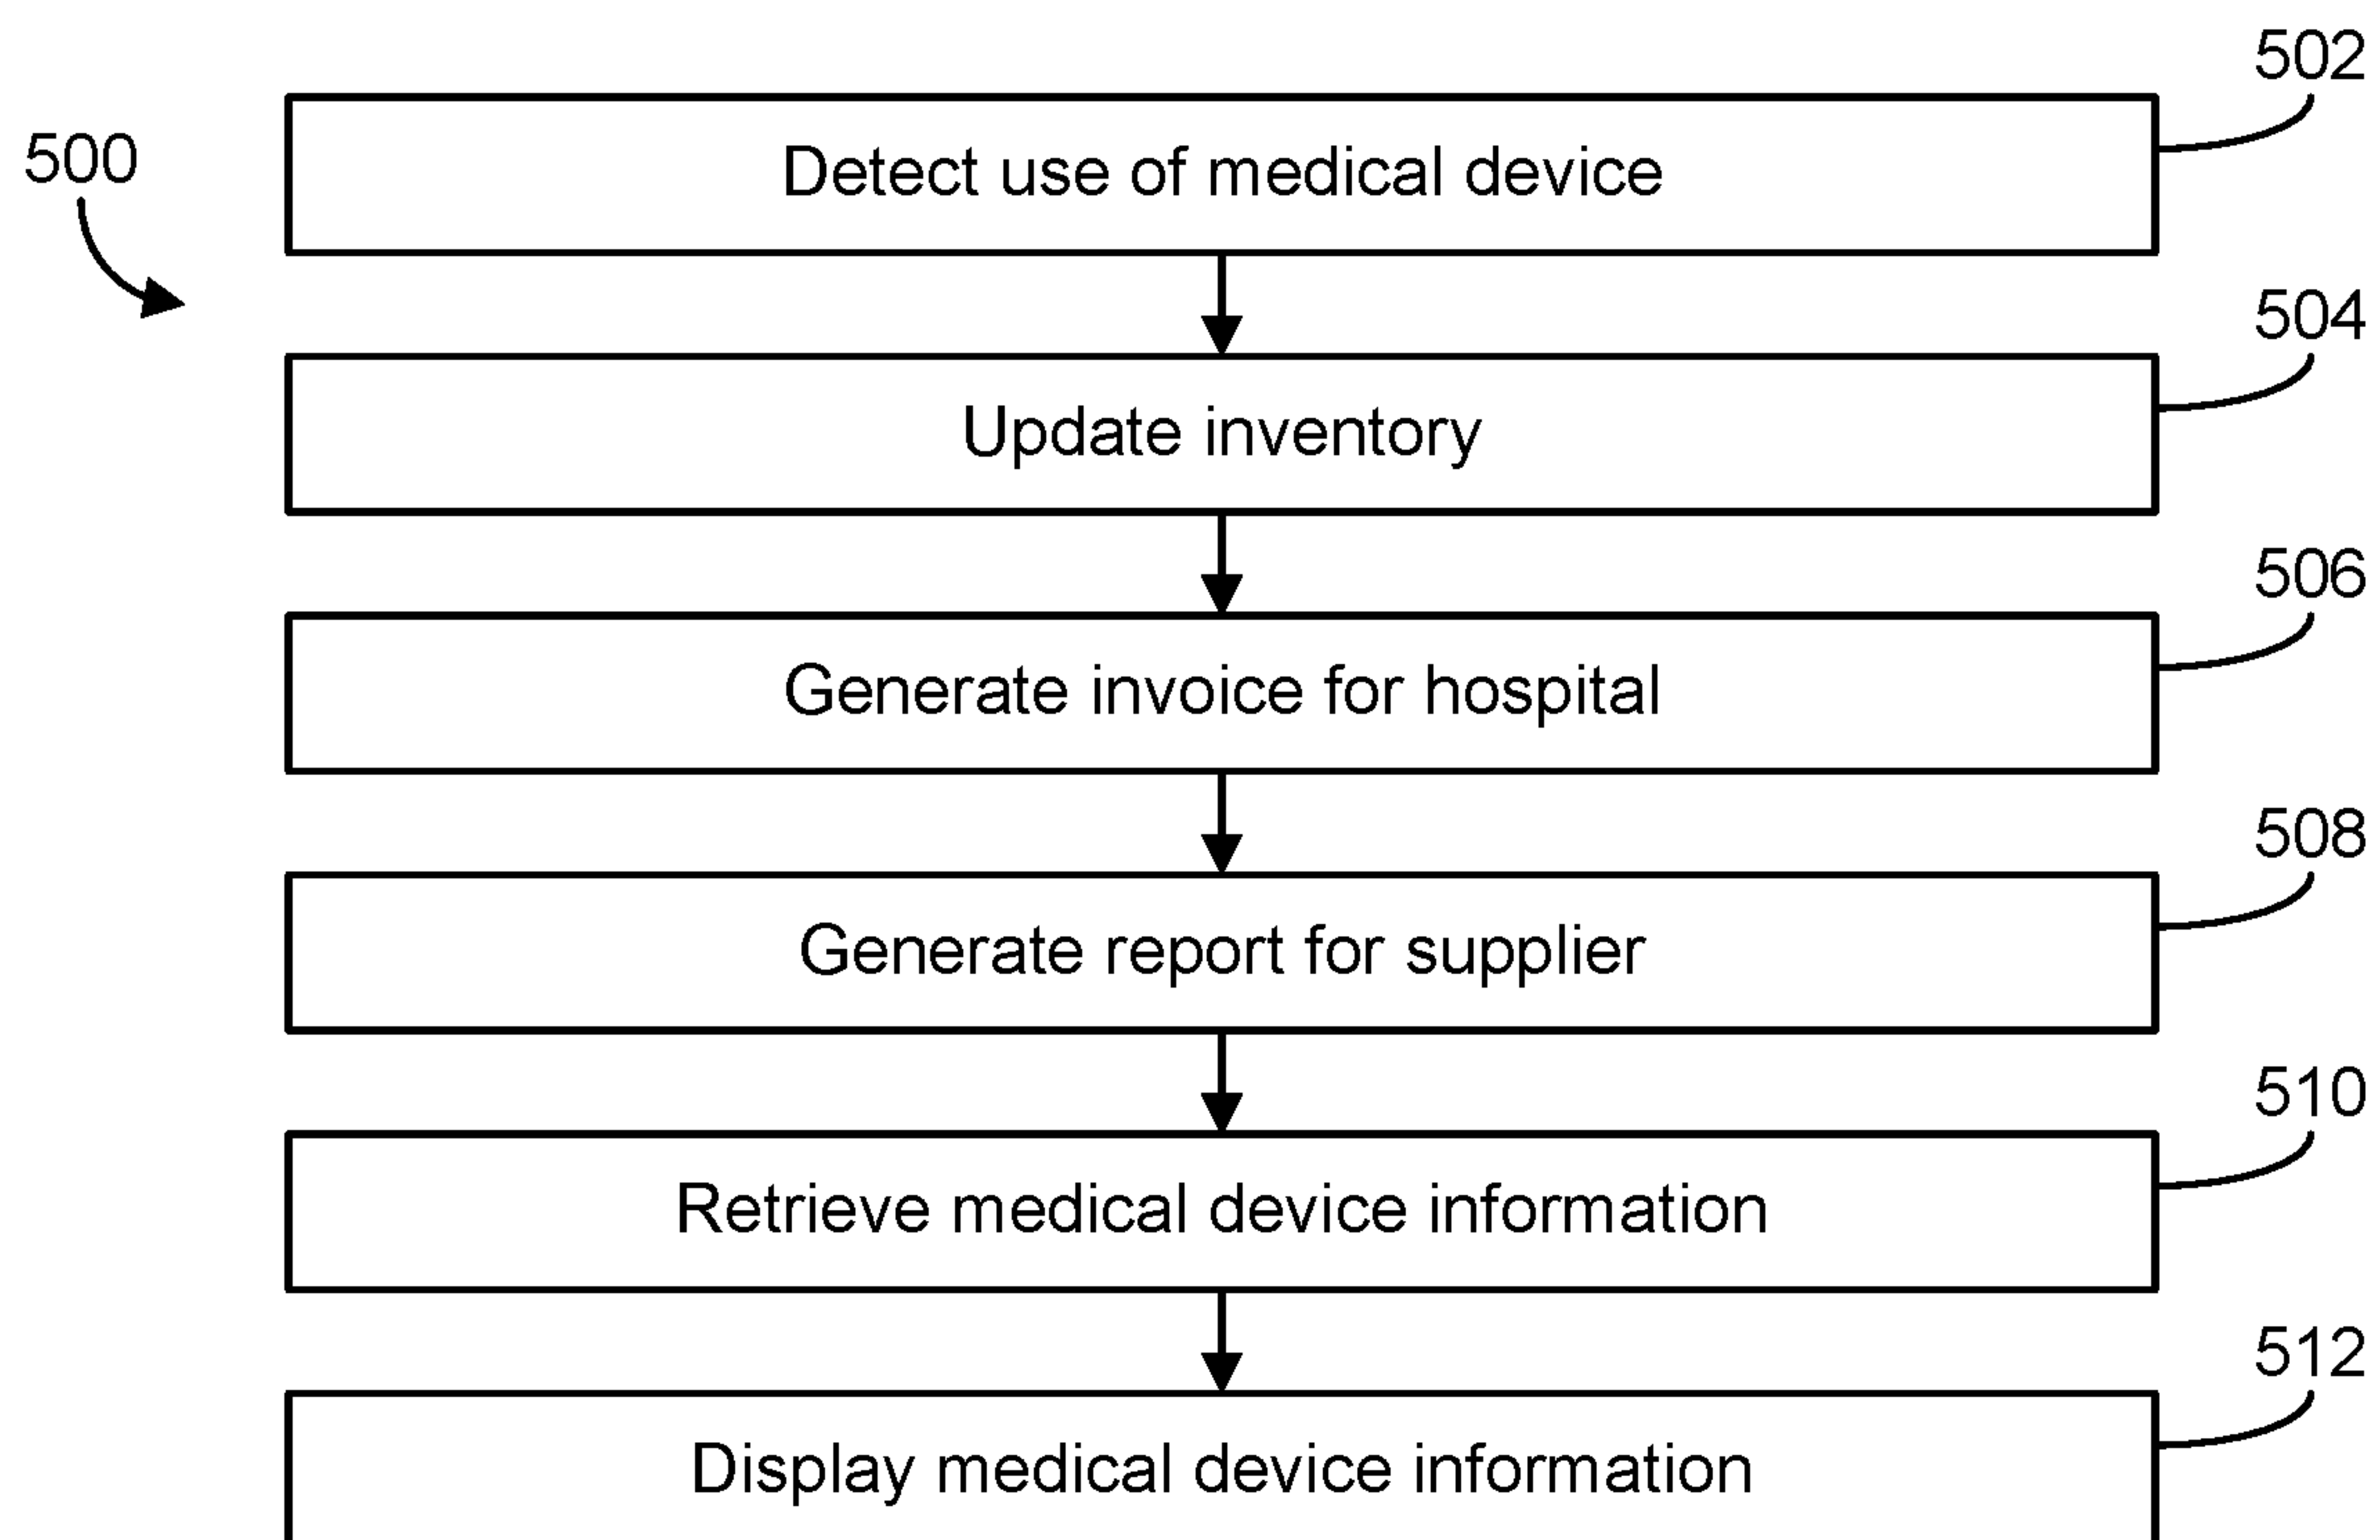 502
500
Detect use of medical device
504
Update inventory
506
Generate invoice for hospital
508
Generate report for supplier
510
Retrieve medical device information
512
Display medical device information